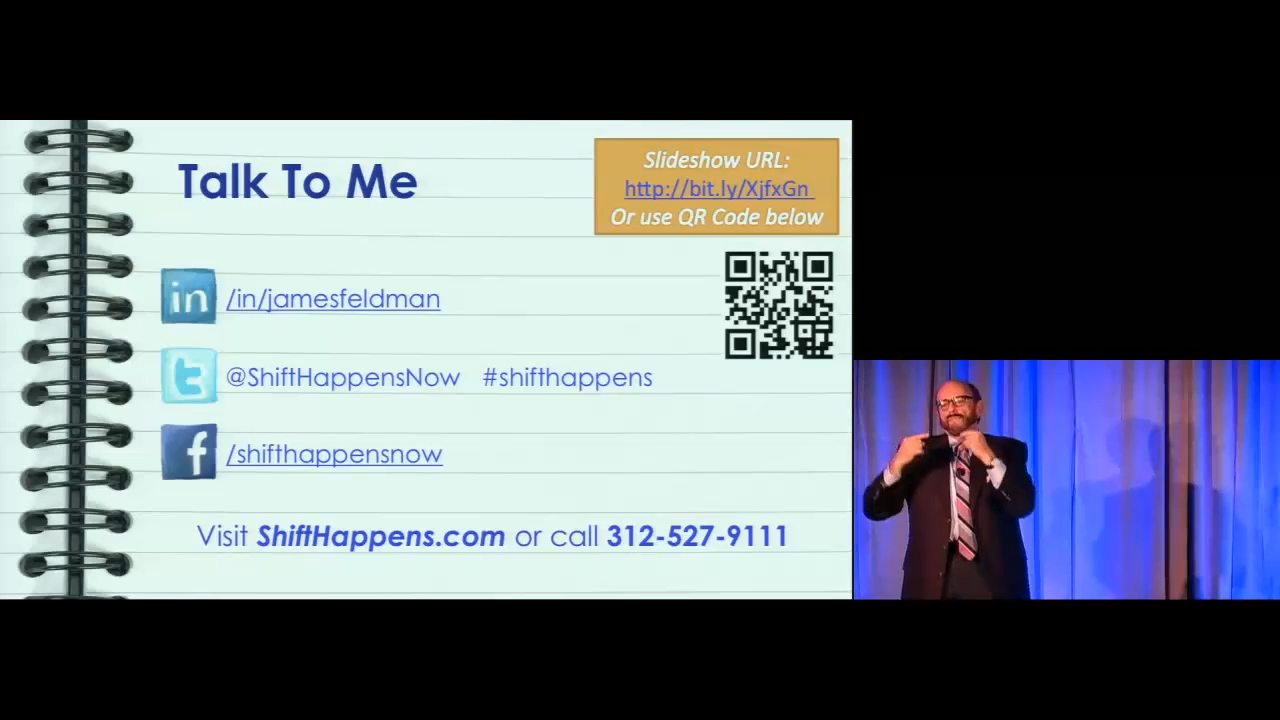 Talk To Me
Slideshow URL:
http://bit.ly/XjfxGn
Or use QR Code below
in /in/jamesfeldman
t @ShiftHappensNow #shifthappens
f /shifthappensnow
Visit ShiftHappens.com or call 312-527-9111